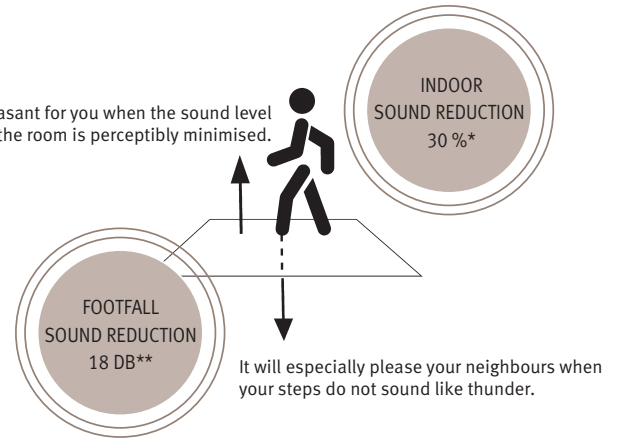 INDOOR
SOUND REDUCTION
30 %*
asant for you when the sound level
the room is perceptibly minimised.
FOOTFALL
SOUND REDUCTION
18 DB**
It will especially please your neighbours when
your steps do not sound like thunder.